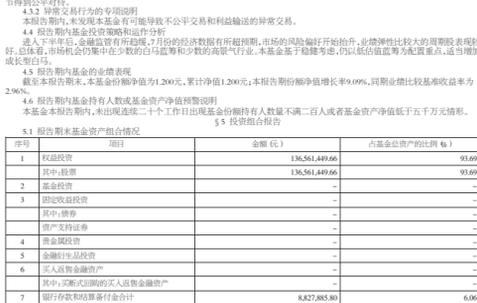 节得到公平对待。
4.3.2 异常交易行为的专项说明
本报告期内,未发现本基金有可能导致不公平交易和利益输送的异常交易。
4.4 报告期内基金投资策略和运作分析
进入下半年后,金融监管有所趋缓,7月份的经济数据有所超预期,市场的风险偏好开始抬升,业绩弹性比较大的周期股表现较
好。总体看,市场机会仍集中在少数的白马蓝筹和少数的高景气行业。本基金基于稳健考虑,仍以低估值蓝筹为配置重点,适当增加
成长型白马。
4.5 报告期内基金的业绩表现
截至本报告期末,本基金份额净值为1.200元,累计净值1.200元;本报告期份额净值增长率9.09%,同期业绩比较基准收益率为
2.96%。
4.6 报告期内基金持有人数或基金资产净值预警说明
本基金本报告期内,未出现连续二十个工作日出现基金份额持有人数量不满二百人或者基金资产净值低于五千万元情形。
§ 5 投资组合报告
5.1 报告期末基金资产组合情况
序号 项目 金额(元) 占基金总资产的比例(%)
1 权益投资 136,561,449.66 93.69
其中:股票 136,561,449.66 93.69
2 基金投资 – –
3 固定收益投资 – –
其中:债券 – –
资产支持证券 – –
4 贵金属投资 – –
5 金融衍生品投资 – –
6 买入返售金融资产 – –
其中:买断式回购的买入返售金融资产 – –
7 银行存款和结算备付金合计 8,827,885.80 6.06